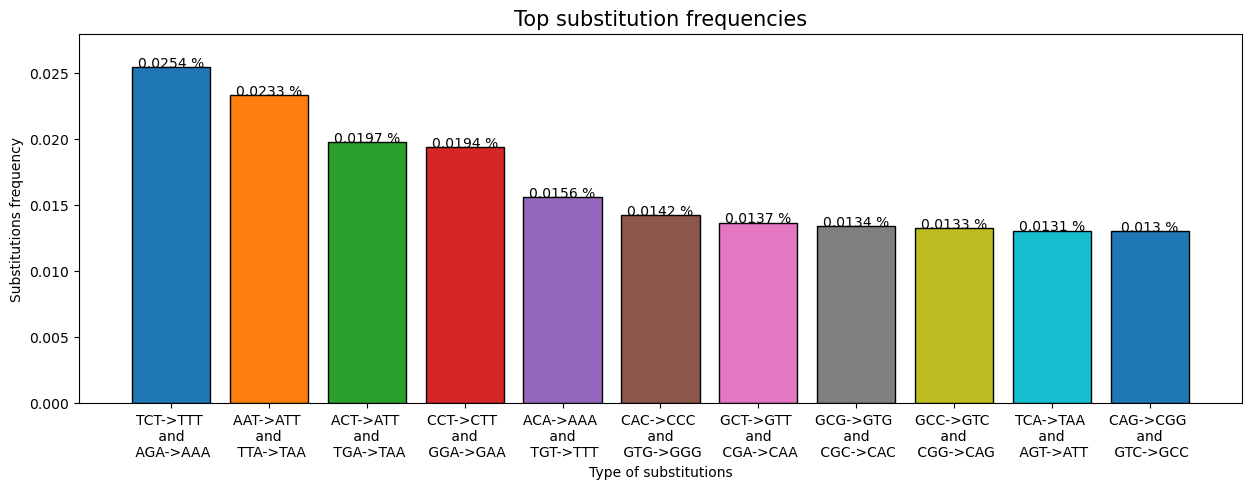 Top substitution frequencies
Substitutions frequency
0.025
0.020
0.015
0.010
0.005
0.000
0.0254 %
0.0233 %
0.0197 %
0.0194 %
0.0156 %
0.0142 %
0.0137 %
0.0134 %
0.0133 %
0.0131 %
0.013 %
TCT->TTT
and
AGA->AAA
AAT->ATT
and
TTA->TAA
ACT->ATT
and
TGA->TAA
CCT->CTT
and
GGA->GAA
ACA->AAA
and
TGT->TTT
CAC->CCC
and
GTG->GGG
GCT->GTT
and
CGA->CAA
GCG->GTG
and
CGC->CAC
GCC->GTC
and
CGG->CAG
TCA->TAA
and
AGT->ATT
CAG->CGG
and
GTC->GCC
Type of substitutions